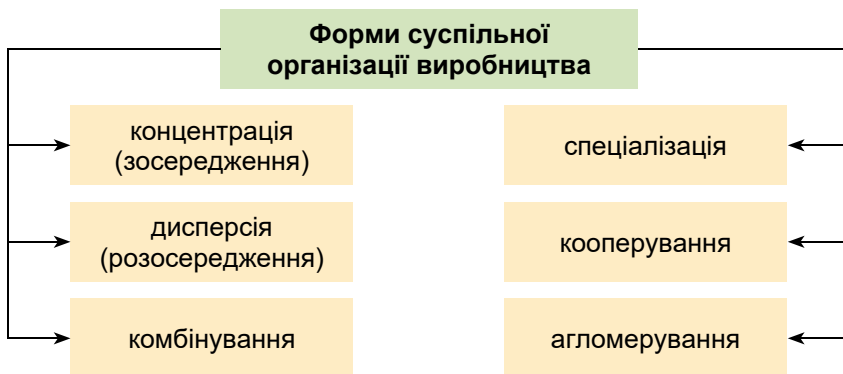 Форми суспільної
організації виробництва
концентрація
(зосередження)
спеціалізація
дисперсія
(розосередження)
кооперування
комбінування
агломерування